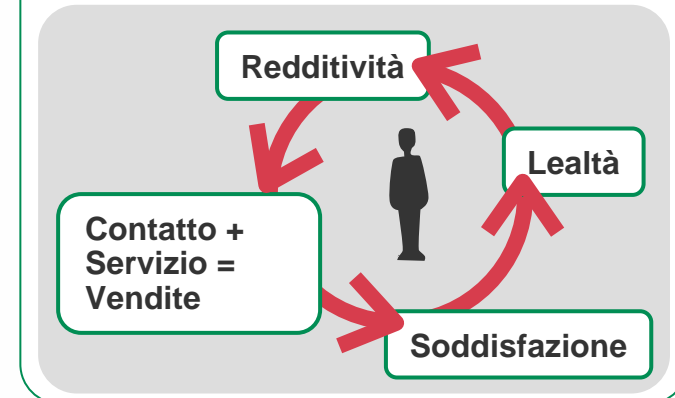 Redditività
Lealtà
Contatto +
Servizio =
Vendite
Soddisfazione